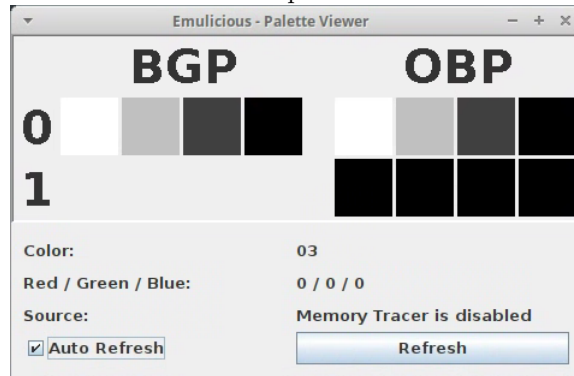 Emulicious - Palette Viewer
BGP OBP
0
1
Color: 03
Red / Green / Blue: 0 / 0 / 0
Source: Memory Tracer is disabled
Auto Refresh Refresh